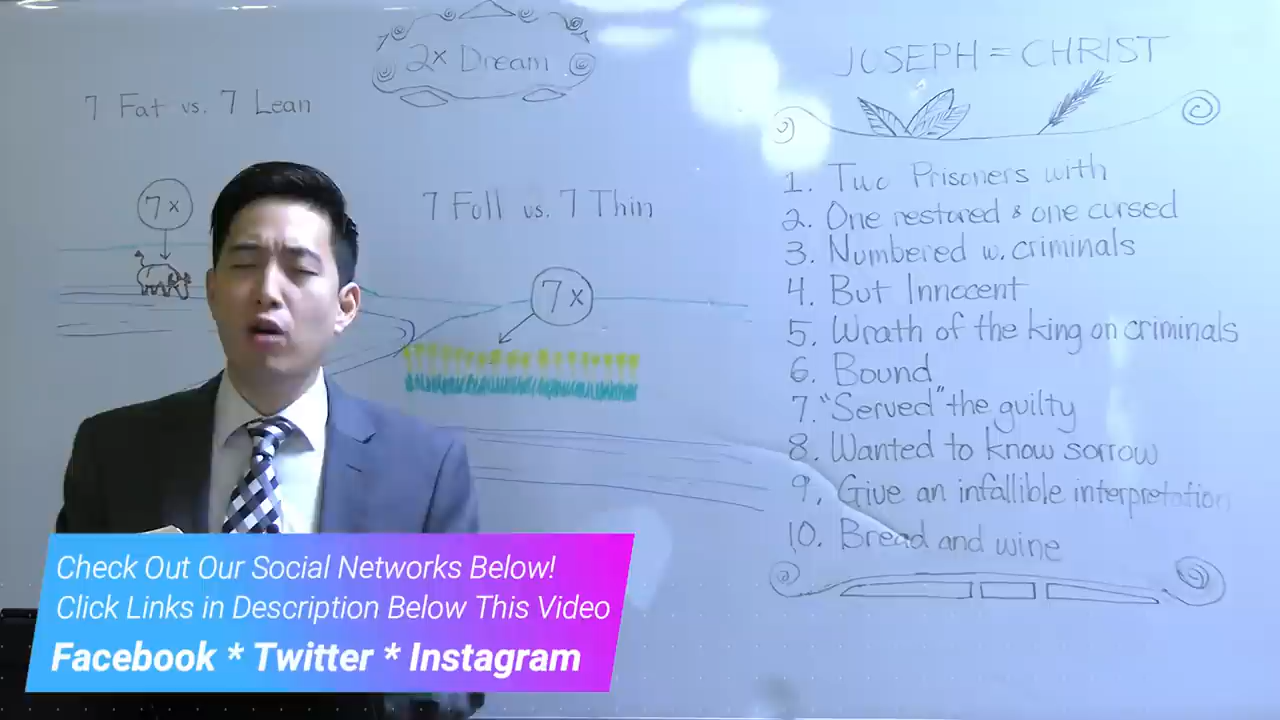 2x Dream
7 Fat vs. 7 Lean
7x
7 Full vs. 7 Thin
7x
JOSEPH = CHRIST
1. Two Prisoners with
2. One restored & one cursed
3. Numbered w. criminals
4. But Innocent
5. Wrath of the king on criminals
6. Bound
7. "Served" the guilty
8. Wanted to know sorrow
9. Give an infallible interpretation
10. Bread and wine
Check Out Our Social Networks Below!
Click Links in Description Below This Video
Facebook * Twitter * Instagram